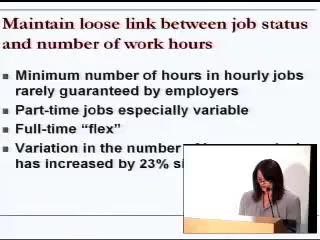 Maintain loose link between job status
and number of work hours
Minimum number of hours in hourly jobs
rarely guaranteed by employers
Part-time jobs especially variable
Full-time “flex”
Variation in the number
has increased by 23%